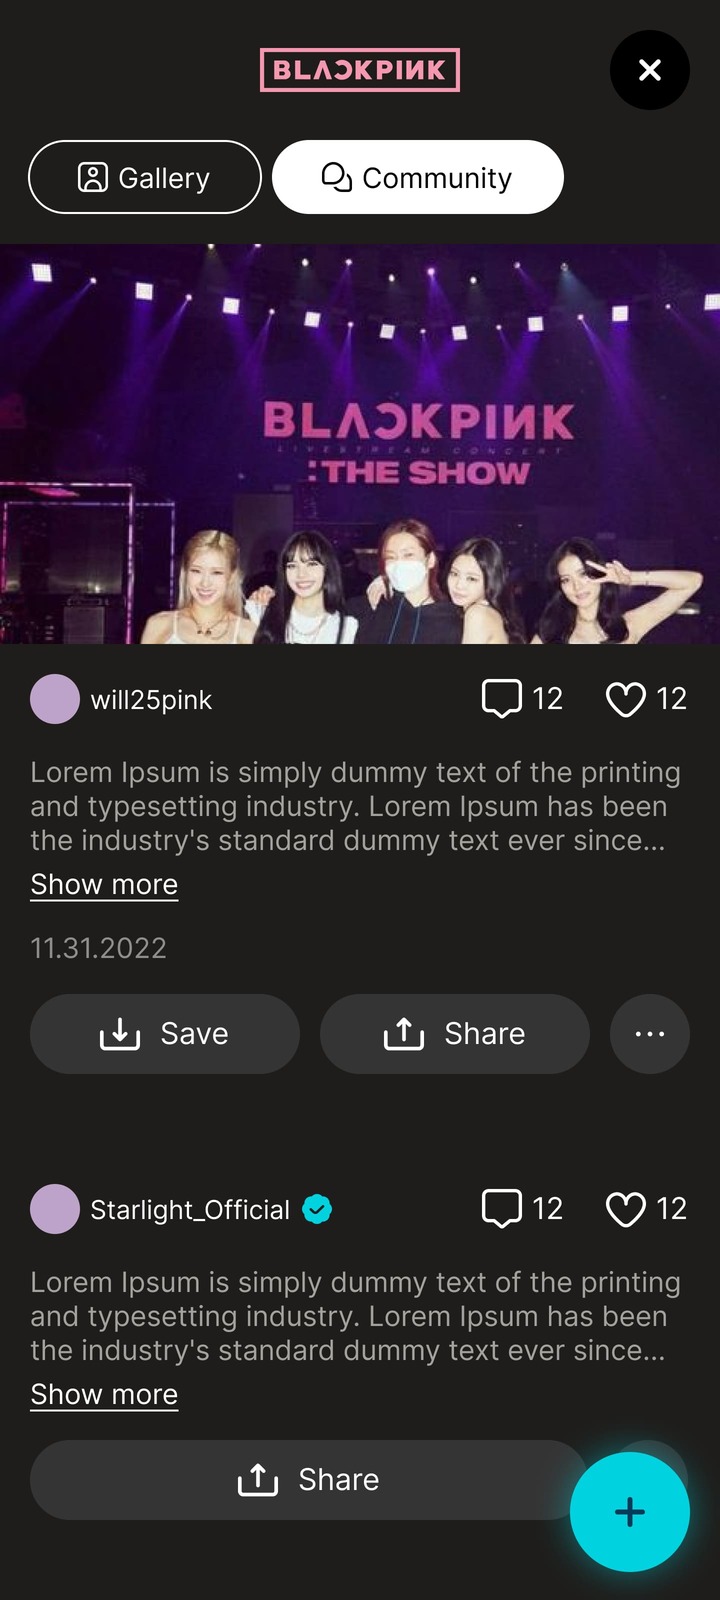 BLACKPINK
Gallery
Community
BLACKPINK
LIVESTREAM CONCERT
:THE SHOW
will25pink
12
12
Lorem Ipsum is simply dummy text of the printing
and typesetting industry. Lorem Ipsum has been
the industry's standard dummy text ever since...
Show more
11.31.2022
Save
Share
Starlight_Official
12
12
Lorem Ipsum is simply dummy text of the printing
and typesetting industry. Lorem Ipsum has been
the industry's standard dummy text ever since...
Show more
Share